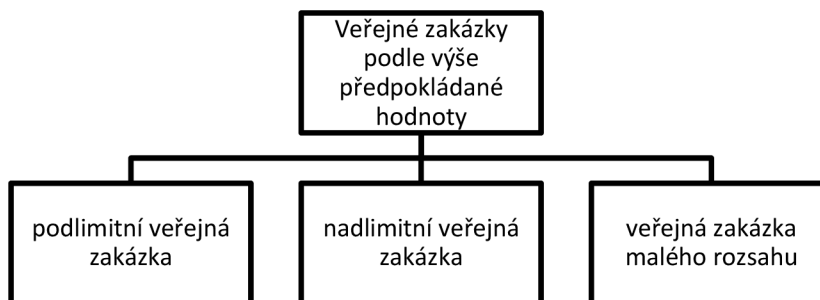 Veřejné zakázky
podle výše
předpokládané
hodnoty
podlimitní veřejná
zakázka
nadlimitní veřejná
zakázka
veřejná zakázka
malého rozsahu